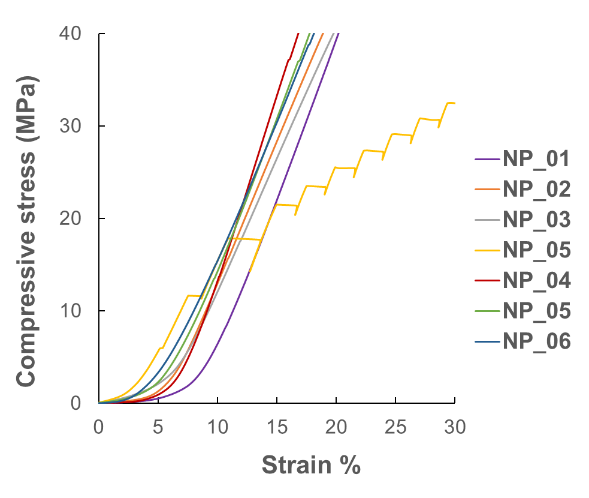 Compressive stress (MPa)
40
30
20
10
0
0 5 10 15 20 25 30
Strain %
NP_01
NP_02
NP_03
NP_05
NP_04
NP_05
NP_06